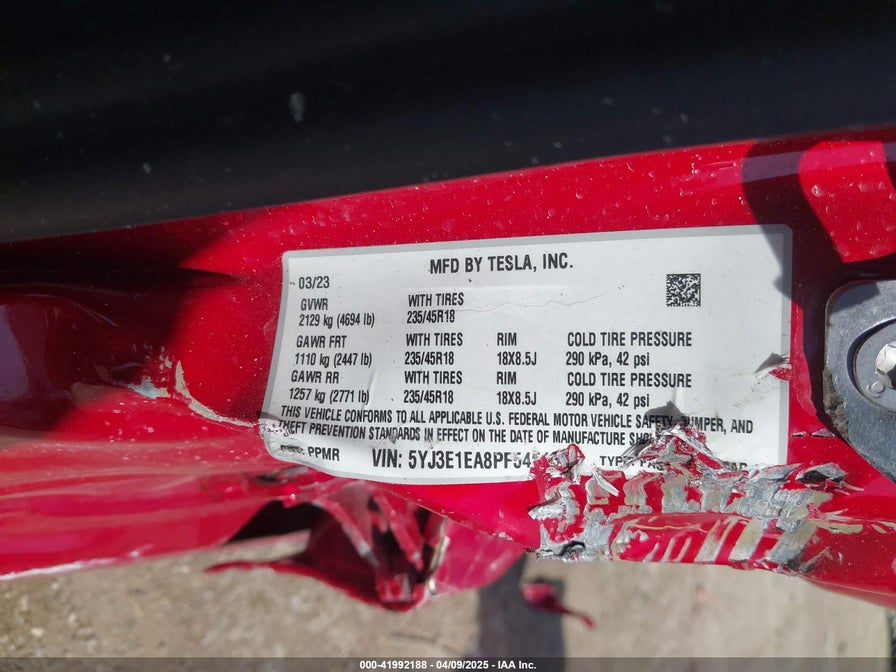 MFD BY TESLA, INC.
03/23
GVWR WITH TIRES
2129 kg (4694 lb) 235/45R18
GAWR FRT WITH TIRES RIM COLD TIRE PRESSURE
1110 kg (2447 lb) 235/45R18 18X8.5J 290 kPa, 42 psi
GAWR RR WITH TIRES RIM COLD TIRE PRESSURE
1257 kg (2771 lb) 235/45R18 18X8.5J 290 kPa, 42 psi
THIS VEHICLE CONFORMS TO ALL APPLICABLE U.S. FEDERAL MOTOR VEHICLE SAFETY, BUMPER, AND
THEFT PREVENTION STANDARDS IN EFFECT ON THE DATE OF MANUFACTURE
PPMR VIN: 5YJ3E1EA8PF54 TYPE:
000-41992188 - 04/09/2025 - IAA Inc.